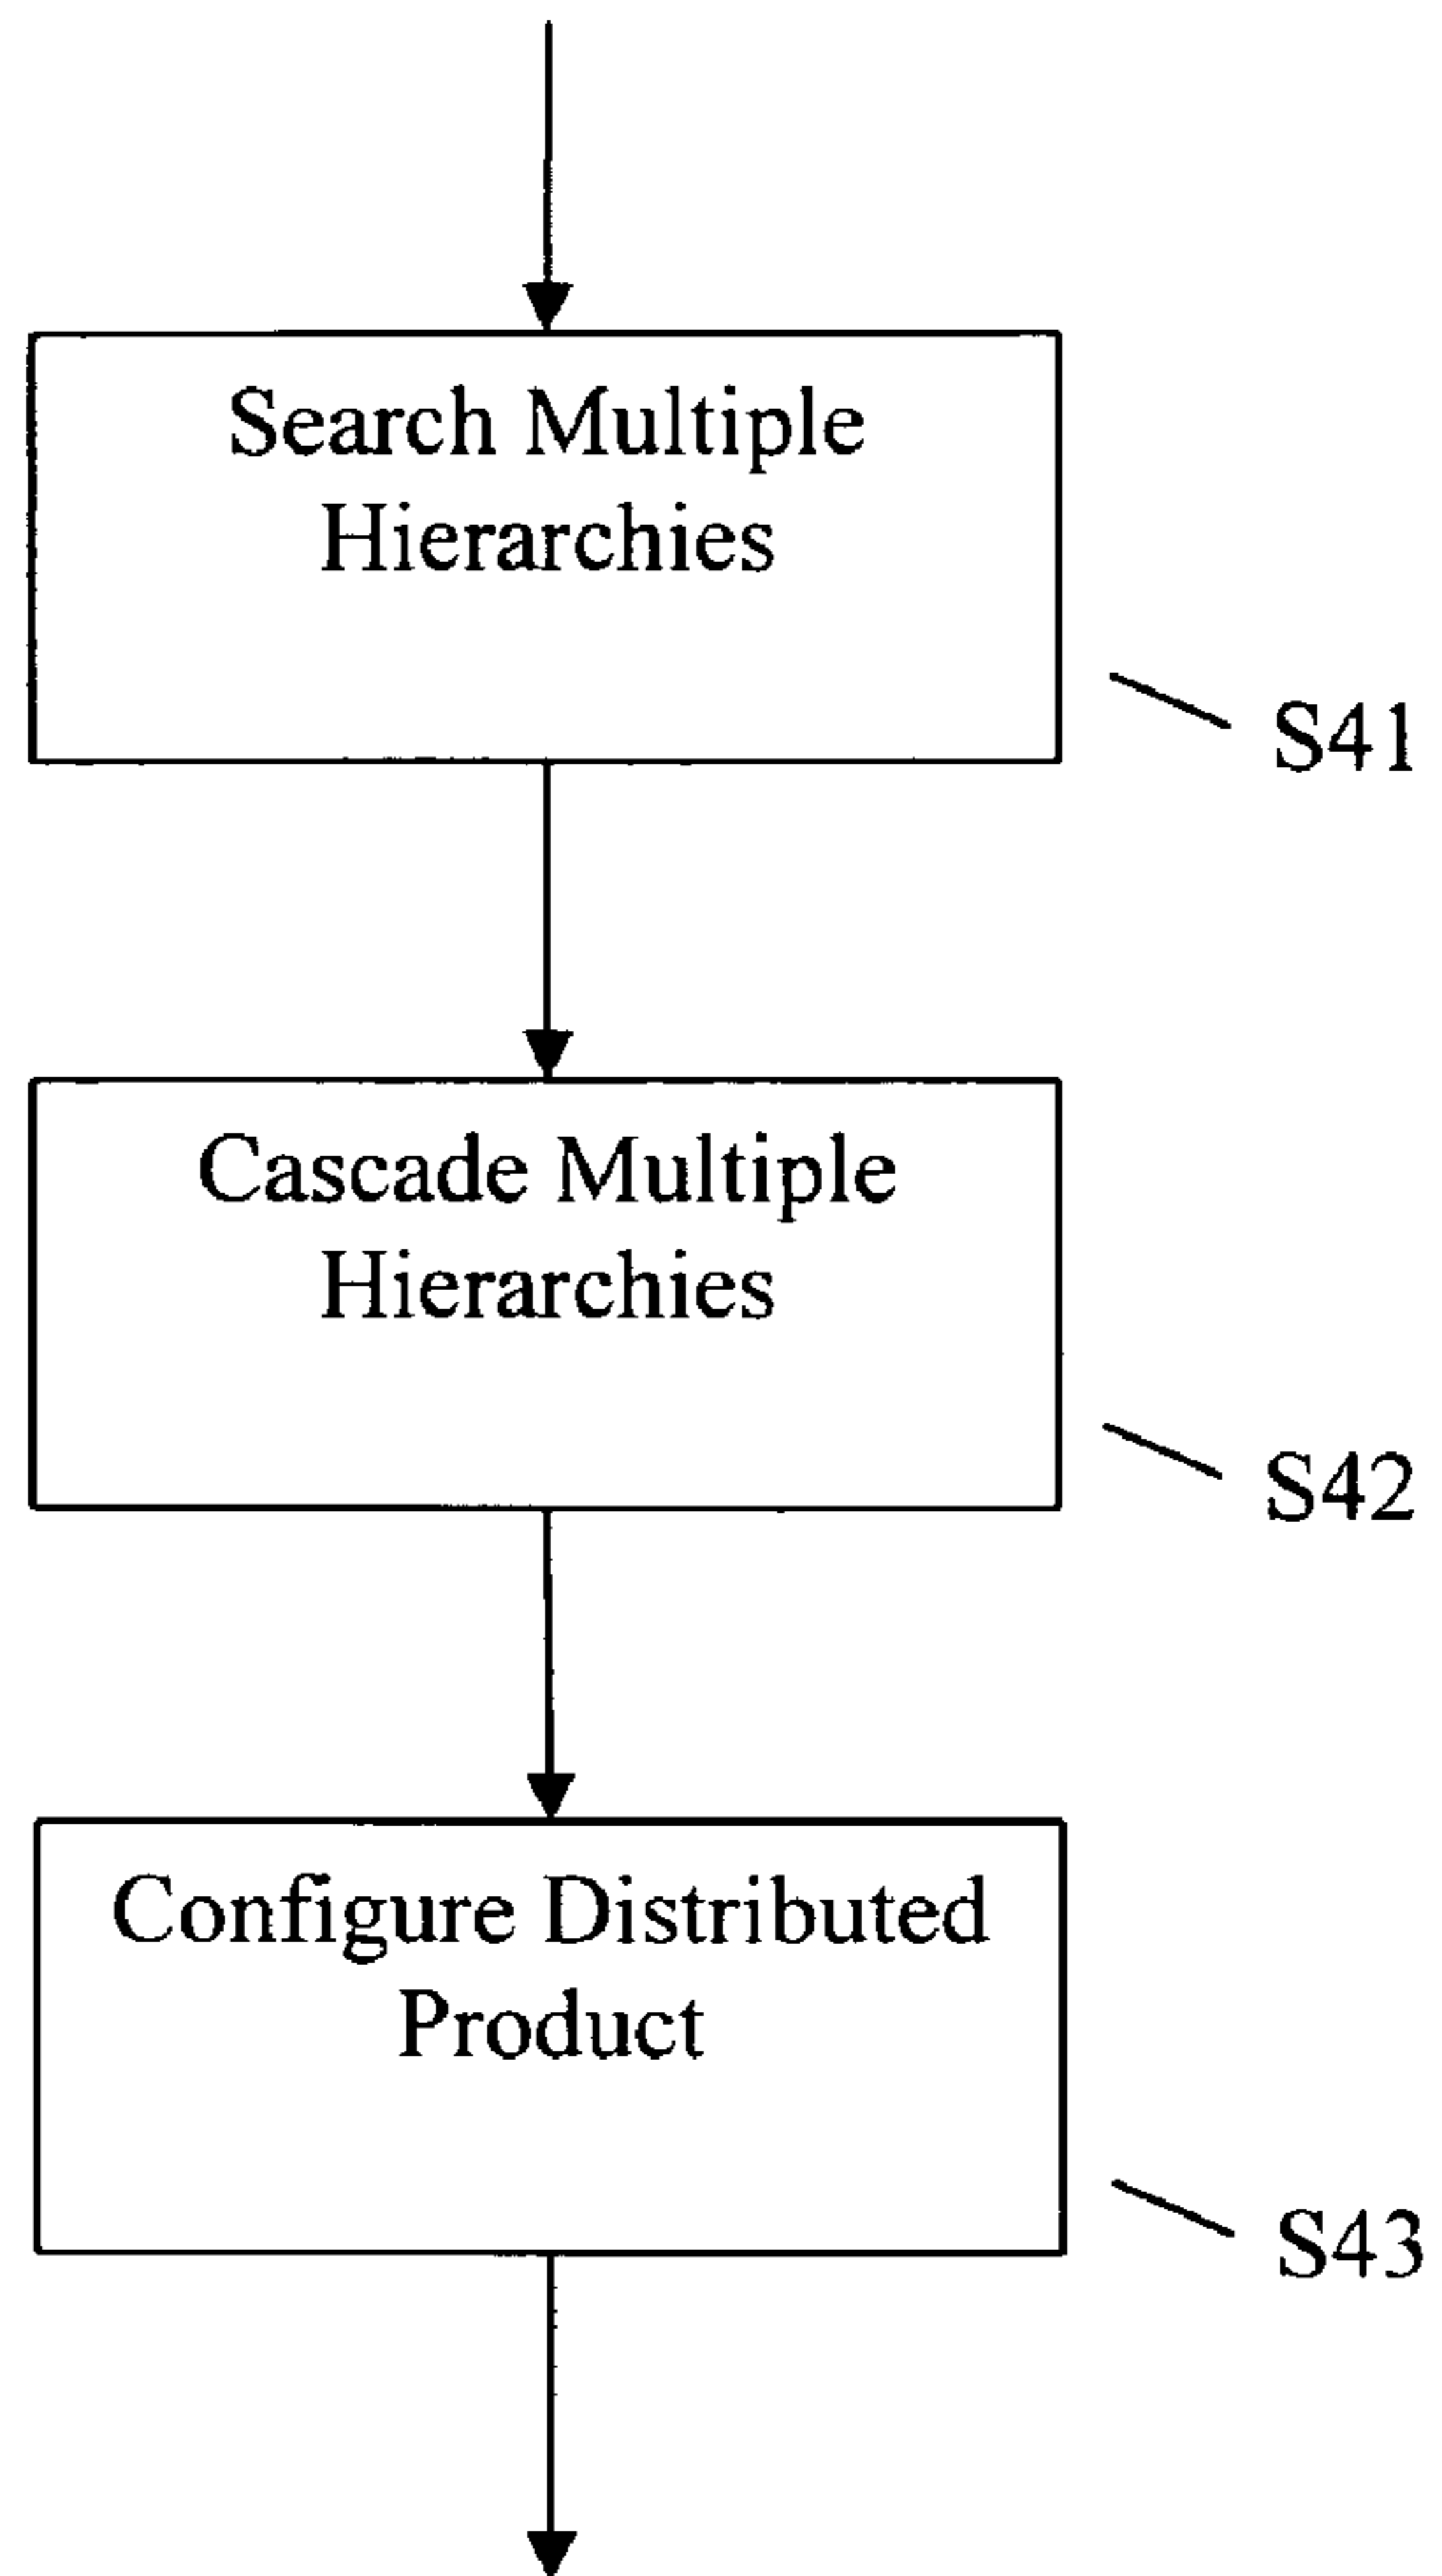 Search Multiple
Hierarchies
S41
Cascade Multiple
Hierarchies
S42
Configure Distributed
Product
S43